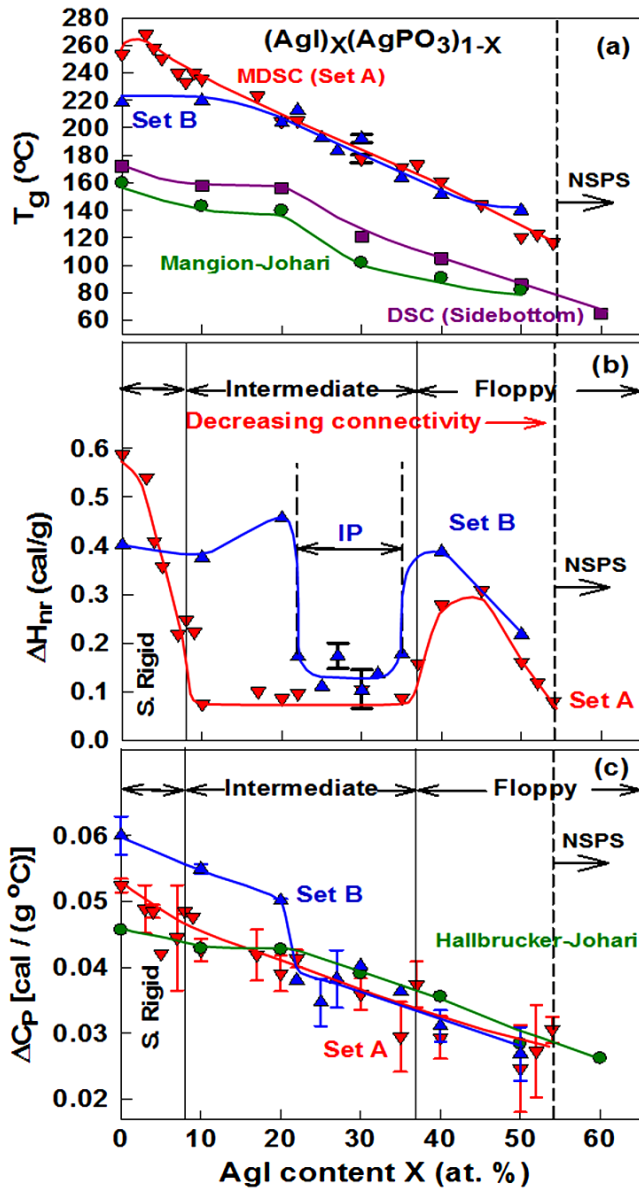 (AgI)X(AgPO3)1-X
(a)
MDSC (Set A)
Set B
NSPS
Mangion-Johari
DSC (Sidebottom)
Tg (ºC)
280
260
240
220
200
180
160
140
120
100
80
60
(b)
Intermediate
Floppy
Decreasing connectivity
IP
Set B
NSPS
S. Rigid
Set A
ΔHnr (cal/g)
0.6
0.5
0.4
0.3
0.2
0.1
0.0
(c)
Intermediate
Floppy
NSPS
Set B
Hallbrucker-Johari
S. Rigid
Set A
ΔCP [cal / (g ºC)]
0.06
0.05
0.04
0.03
0.02
0 10 20 30 40 50 60
AgI content X (at. %)